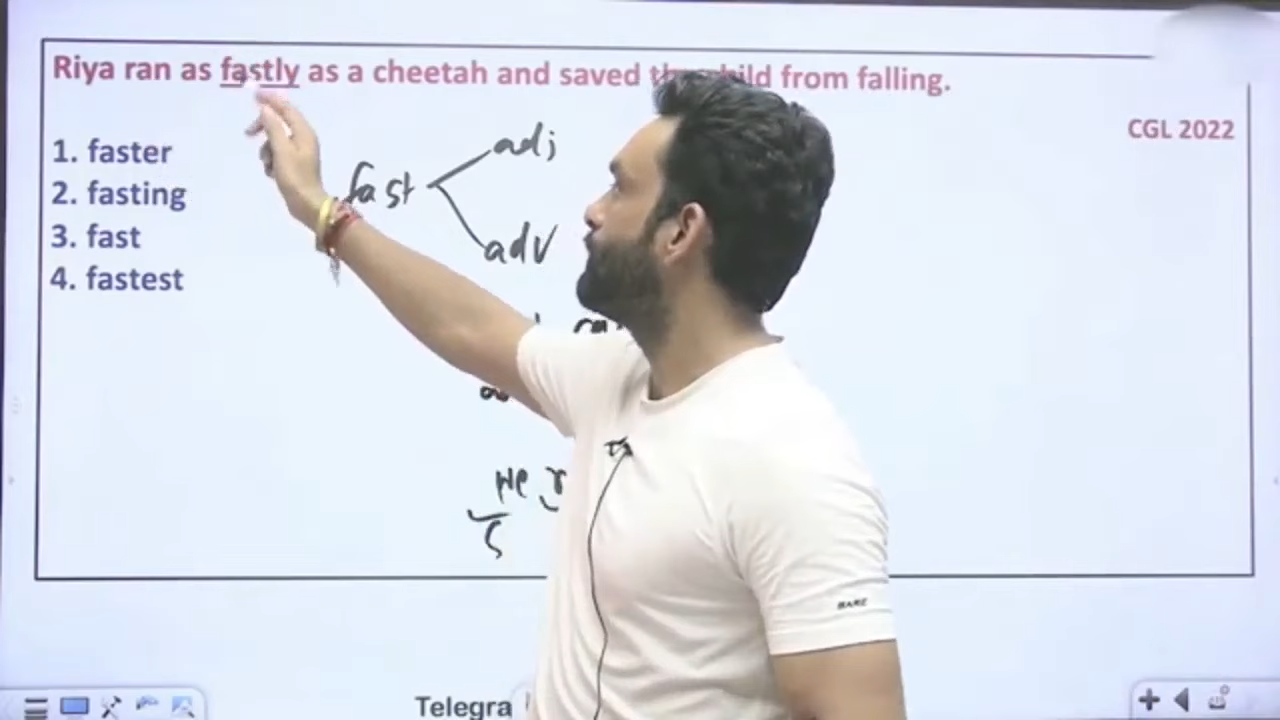 Riya ran as fastly as a cheetah and saved child from falling.
CGL 2022
1. faster
2. fasting
3. fast
4. fastest
fast
adj
adv
He
S
BARE
Telegra